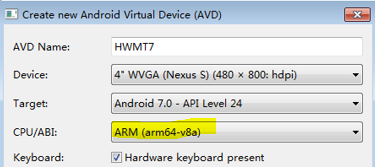 Create new Android Virtual Device (AVD)
AVD Name: HWMT7
Device: 4" WVGA (Nexus S) (480 × 800: hdpi)
Target: Android 7.0 - API Level 24
CPU/ABI: ARM (arm64-v8a)
Keyboard: Hardware keyboard present